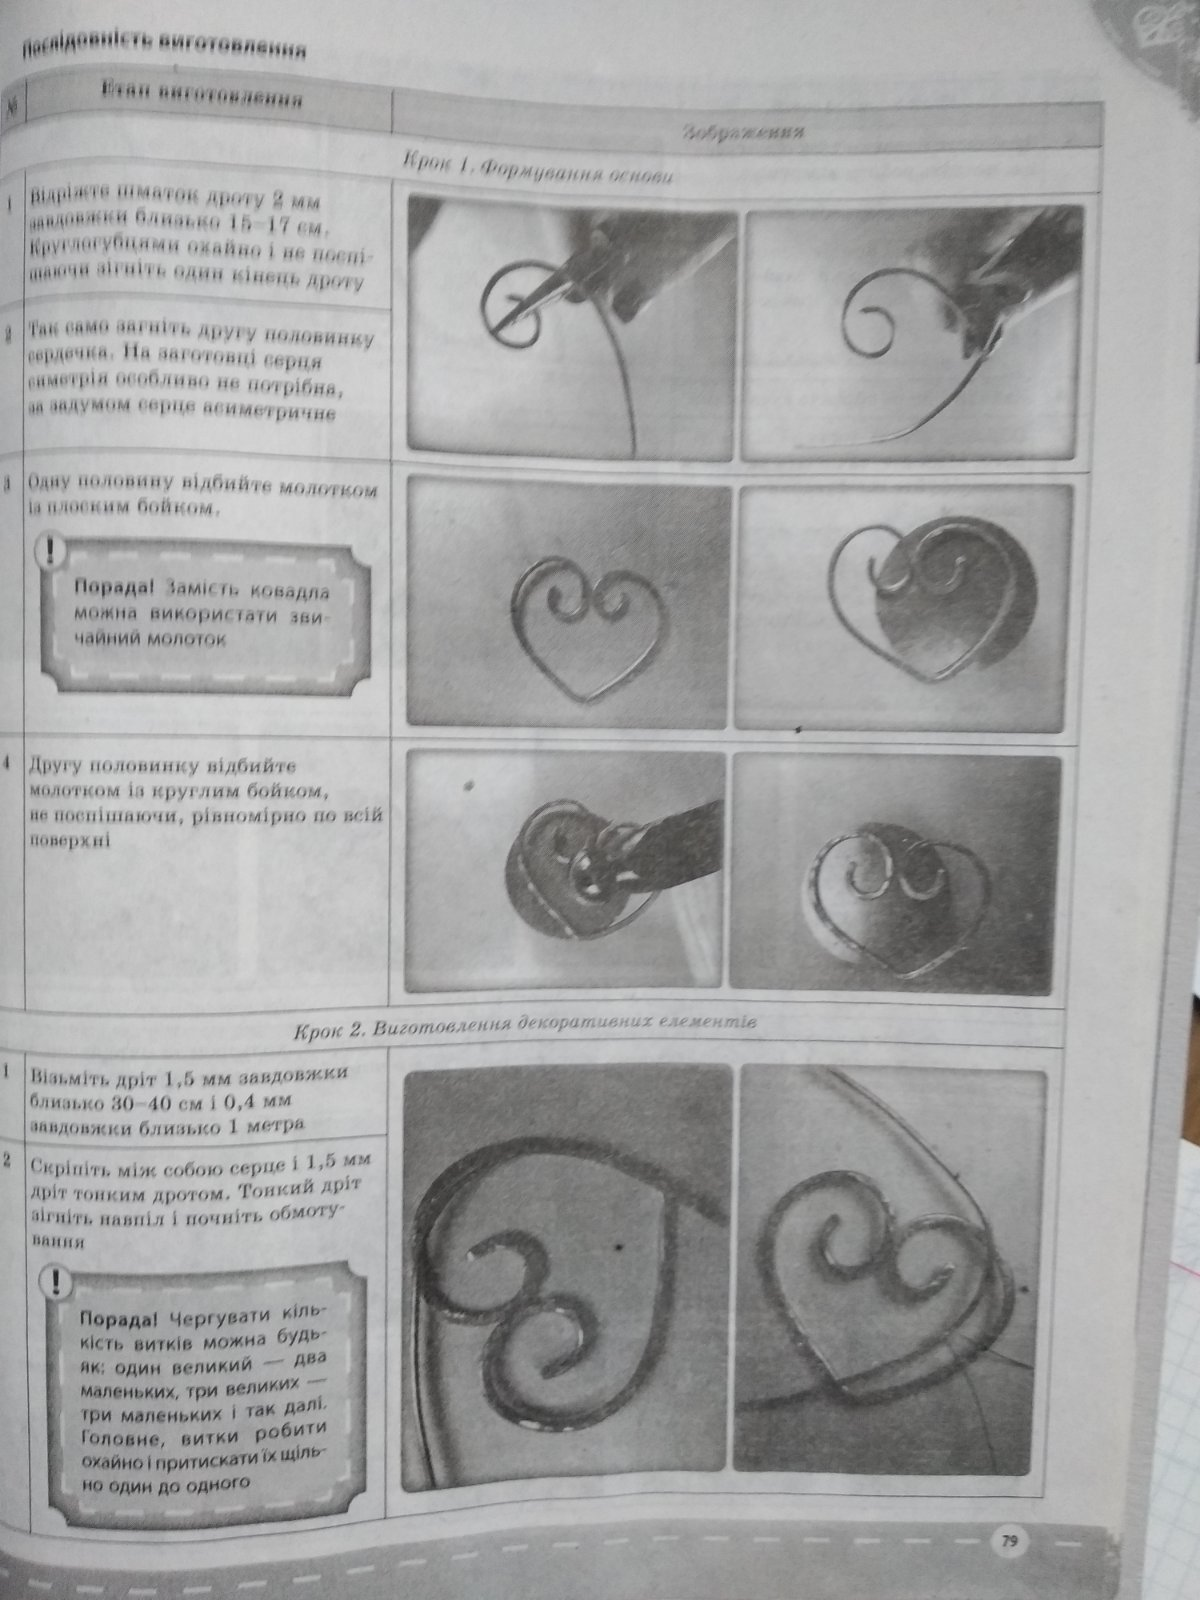 Послідовність виготовлення
№ Етап виготовлення
Зображення
Крок 1. Формування основи
1 Відріжте шматок дроту 2 мм
завдовжки близько 15–17 см.
Круглогубцями охайно і не поспі-
шаючи зігніть один кінець дроту
2 Так само загніть другу половинку
сердечка. На заготовці серця
симетрія особливо не потрібна,
за задумом серце асиметричне
3 Одну половину відбийте молотком
із плоским бойком.
!
Порада! Замість ковадла
можна використати зви-
чайний молоток
4 Другу половинку відбийте
молотком із круглим бойком,
не поспішаючи, рівномірно по всій
поверхні
Крок 2. Виготовлення декоративних елементів
1 Візьміть дріт 1,5 мм завдовжки
близько 30–40 см і 0,4 мм
завдовжки близько 1 метра
2 Скріпіть між собою серце і 1,5 мм
дріт тонким дротом. Тонкий дріт
зігніть навпіл і почніть обмоту-
вання
!
Порада! Чергувати кіль-
кість витків можна будь-
як: один великий — два
маленьких, три великих —
три маленьких і так далі.
Головне, витки робити
охайно і притискати їх щіль-
но один до одного
79